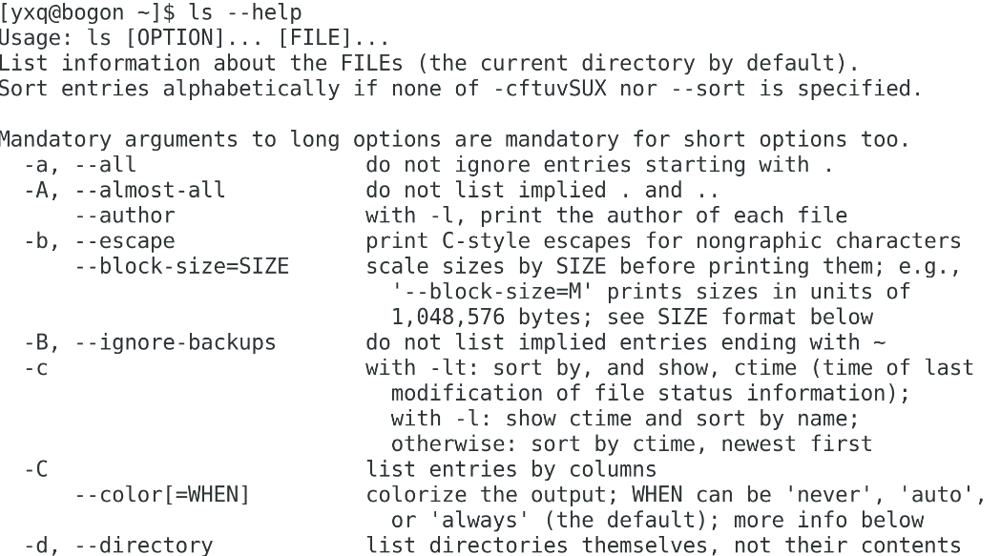 [yxq@bogon ~]$ ls --help
Usage: ls [OPTION]... [FILE]...
List information about the FILEs (the current directory by default).
Sort entries alphabetically if none of -cftuvSUX nor --sort is specified.

Mandatory arguments to long options are mandatory for short options too.
  -a, --all                  do not ignore entries starting with .
  -A, --almost-all           do not list implied . and ..
      --author               with -l, print the author of each file
  -b, --escape               print C-style escapes for nongraphic characters
      --block-size=SIZE      scale sizes by SIZE before printing them; e.g.,
                               '--block-size=M' prints sizes in units of
                               1,048,576 bytes; see SIZE format below
  -B, --ignore-backups       do not list implied entries ending with ~
  -c                         with -lt: sort by, and show, ctime (time of last
                               modification of file status information);
                               with -l: show ctime and sort by name;
                               otherwise: sort by ctime, newest first
  -C                         list entries by columns
      --color[=WHEN]         colorize the output; WHEN can be 'never', 'auto',
                               or 'always' (the default); more info below
  -d, --directory            list directories themselves, not their contents